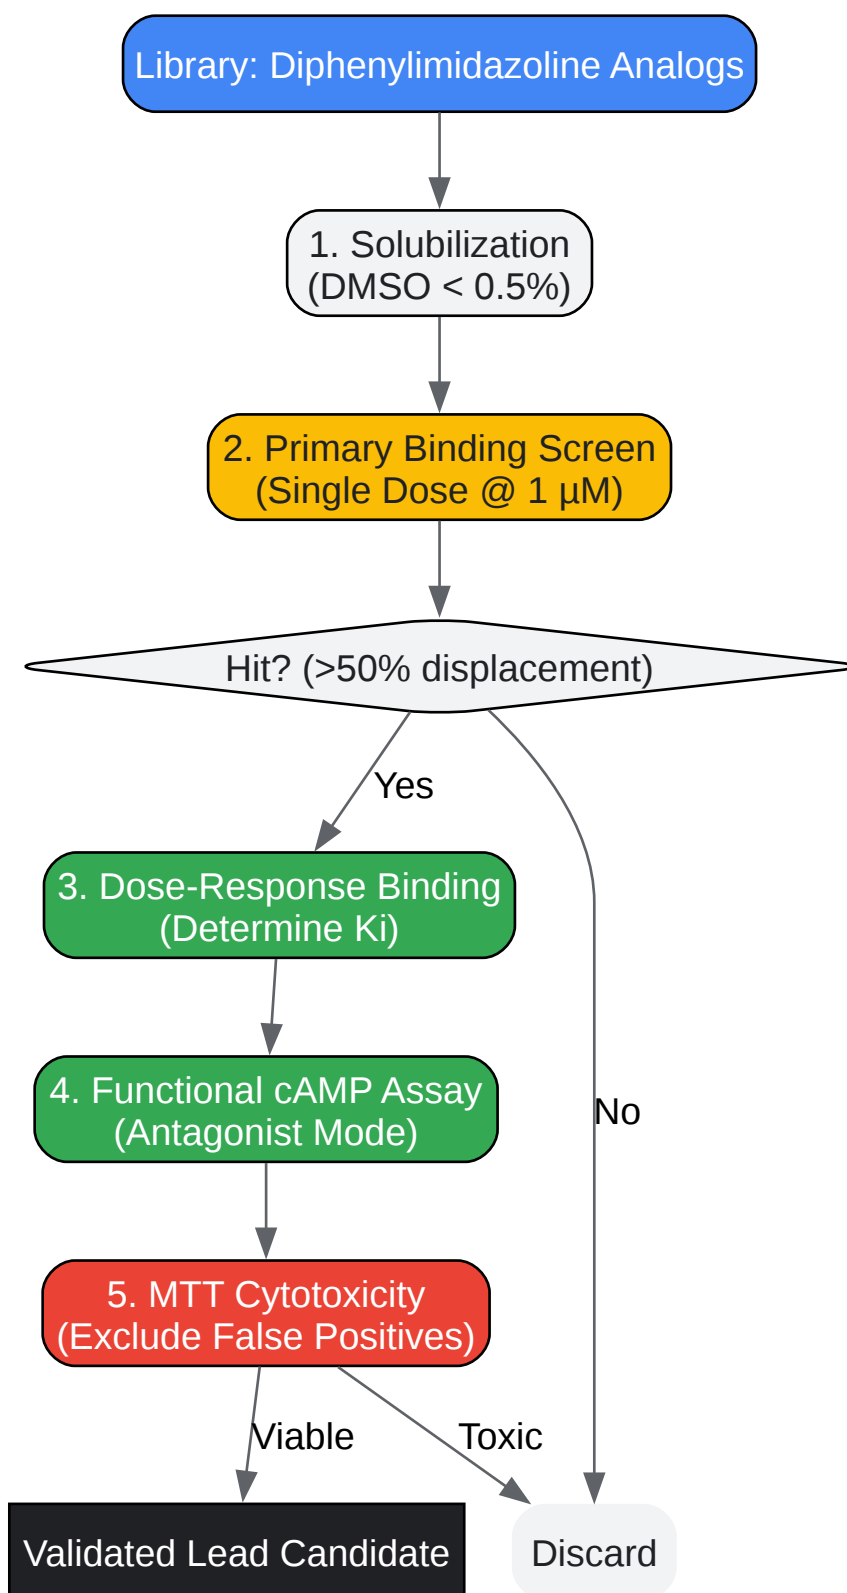 Library: Diphenylimidazoline Analogs
1. Solubilization
(DMSO < 0.5%)
2. Primary Binding Screen
(Single Dose @ 1 µM)
Hit? (>50% displacement)
Yes
3. Dose-Response Binding
(Determine Ki)
4. Functional cAMP Assay
(Antagonist Mode)
No
5. MTT Cytotoxicity
(Exclude False Positives)
Viable
Toxic
Validated Lead Candidate
Discard